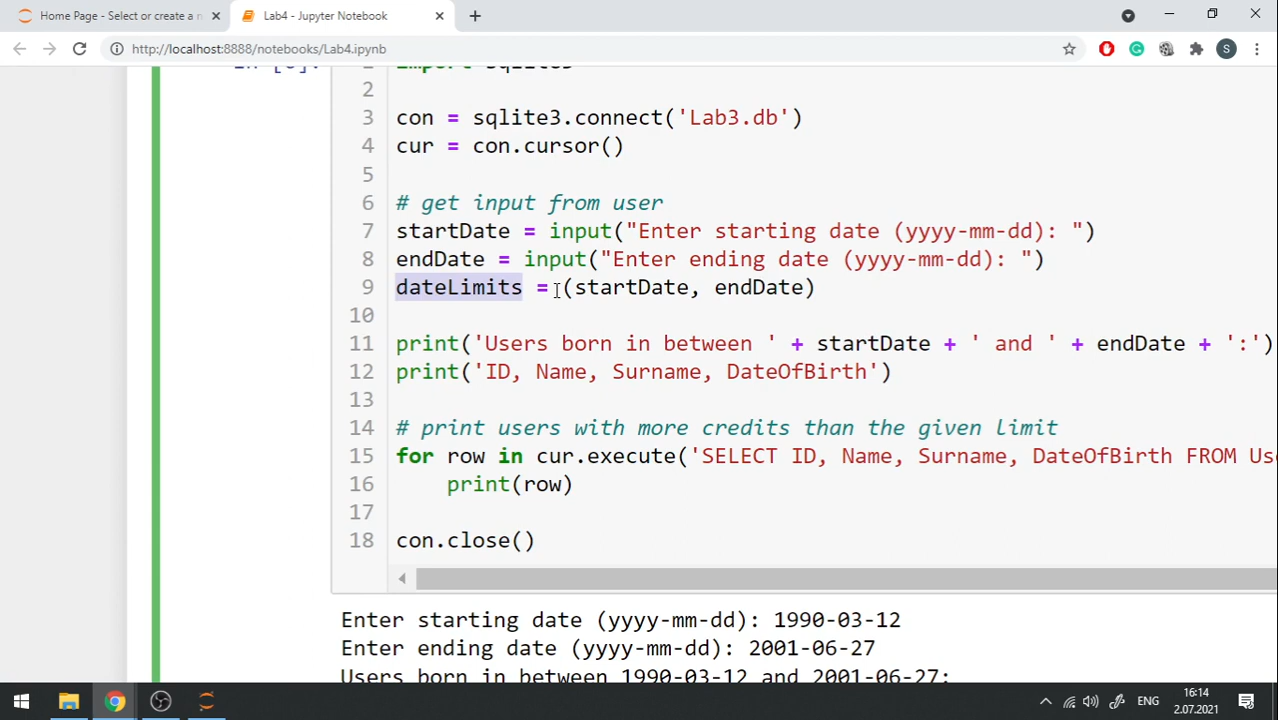 Home Page - Select or create a n
Lab4 - Jupyter Notebook
http://localhost:8888/notebooks/Lab4.ipynb
S
2
3 con = sqlite3.connect('Lab3.db')
4 cur = con.cursor()
5
6 # get input from user
7 startDate = input("Enter starting date (yyyy-mm-dd): ")
8 endDate = input("Enter ending date (yyyy-mm-dd): ")
9 dateLimits = (startDate, endDate)
10
11 print('Users born in between ' + startDate + ' and ' + endDate + ':')
12 print('ID, Name, Surname, DateOfBirth')
13
14 # print users with more credits than the given limit
15 for row in cur.execute('SELECT ID, Name, Surname, DateOfBirth FROM Us
16 print(row)
17
18 con.close()
Enter starting date (yyyy-mm-dd): 1990-03-12
Enter ending date (yyyy-mm-dd): 2001-06-27
Users born in between 1990-03-12 and 2001-06-27:
ENG
16:14
2.07.2021